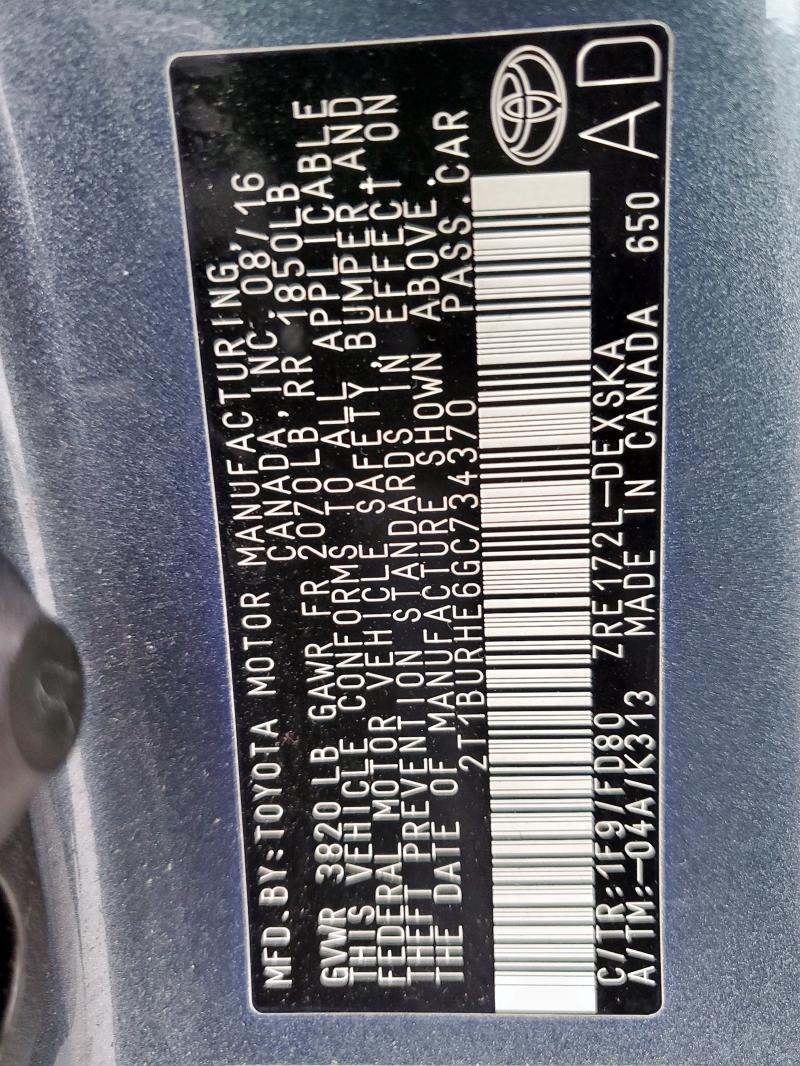 MFD.BY:TOYOTA MOTOR MANUFACTURING,
CANADA, INC. 08/16
GVWR 3820 LB GAWR FR 2070LB, RR 1850LB
THIS VEHICLE CONFORMS TO ALL APPLICABLE
FEDERAL MOTOR VEHICLE SAFETY, BUMPER AND
THEFT PREVENTION STANDARDS IN EFFECT ON
THE DATE OF MANUFACTURE SHOWN ABOVE.
2T1BURHE6GC734370 PASS.CAR
C/TR:1F9/FD80 ZRE172L-DEXSKA
A/TM:-04A/K313 MADE IN CANADA 650
AD